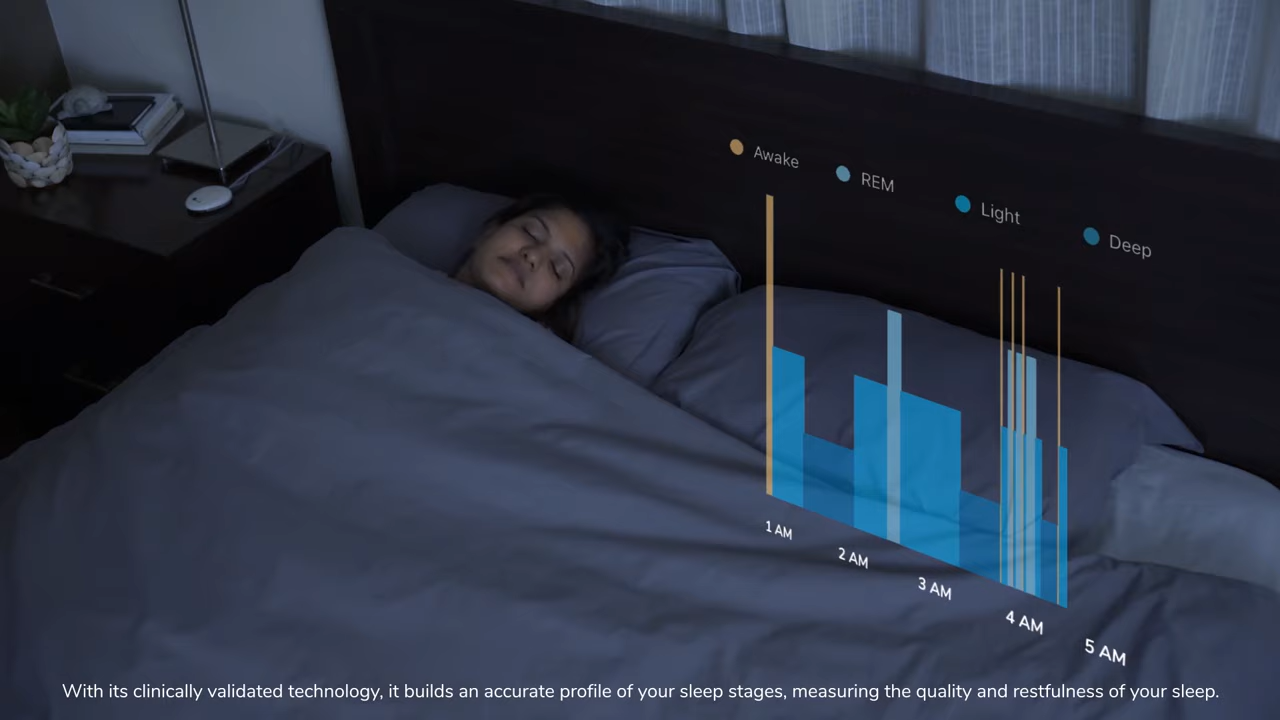 Awake
REM
Light
Deep
1 AM
2 AM
3 AM
4 AM
5 AM
With its clinically validated technology, it builds an accurate profile of your sleep stages, measuring the quality and restfulness of your sleep.